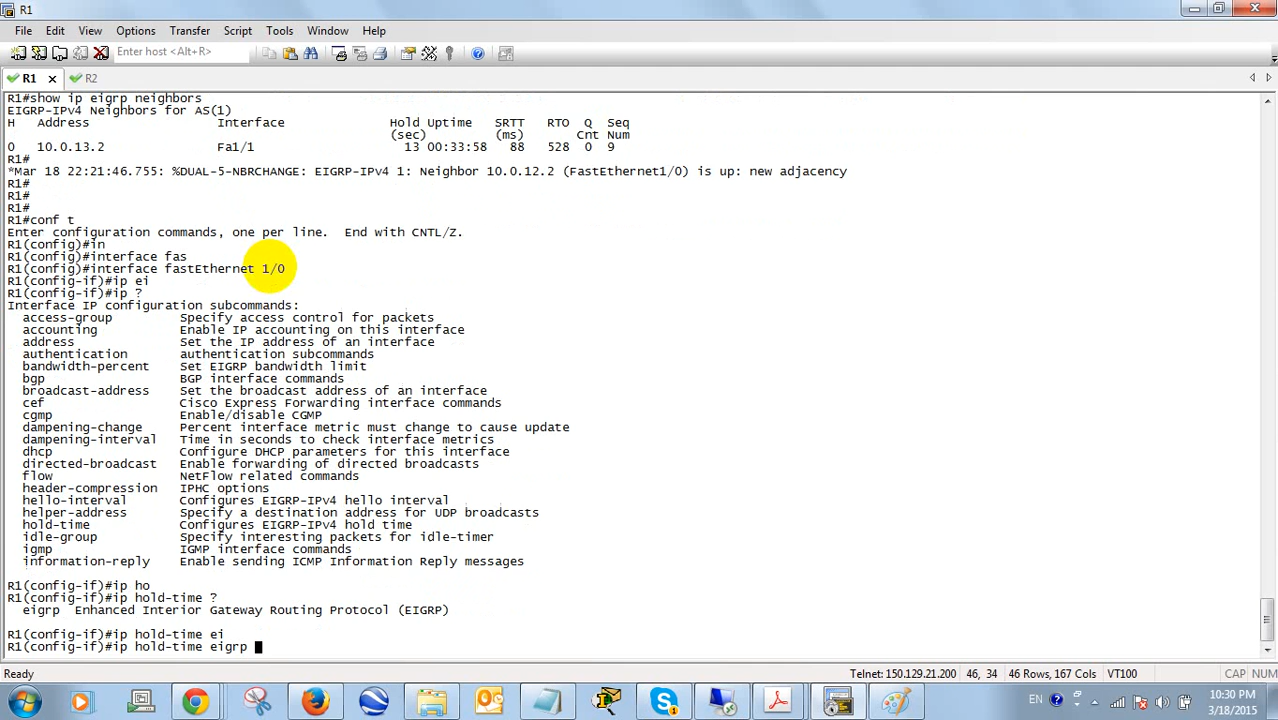 R1
File Edit View Options Transfer Script Tools Window Help
Enter host <Alt+R>
R1 R2
R1#show ip eigrp neighbors
EIGRP-IPv4 Neighbors for AS(1)
H   Address                 Interface              Hold Uptime   SRTT   RTO  Q  Seq
(sec)         (ms)       Cnt Num
0   10.0.13.2               Fa1/1                    13 00:33:58   88   528  0  9
R1#
*Mar 18 22:21:46.755: %DUAL-5-NBRCHANGE: EIGRP-IPv4 1: Neighbor 10.0.12.2 (FastEthernet1/0) is up: new adjacency
R1#
R1#
R1#
R1#conf t
Enter configuration commands, one per line.  End with CNTL/Z.
R1(config)#in
R1(config)#interface fas
R1(config)#interface fastEthernet 1/0
R1(config-if)#ip ei
R1(config-if)#ip ?
Interface IP configuration subcommands:
access-group         Specify access control for packets
accounting           Enable IP accounting on this interface
address              Set the IP address of an interface
authentication       authentication subcommands
bandwidth-percent    Set EIGRP bandwidth limit
bgp                  BGP interface commands
broadcast-address    Set the broadcast address of an interface
cef                  Cisco Express Forwarding interface commands
cgmp                 Enable/disable CGMP
dampening-change     Percent interface metric must change to cause update
dampening-interval   Time in seconds to check interface metrics
dhcp                 Configure DHCP parameters for this interface
directed-broadcast   Enable forwarding of directed broadcasts
flow                 NetFlow related commands
header-compression   IPHC options
hello-interval       Configures EIGRP-IPv4 hello interval
helper-address       Specify a destination address for UDP broadcasts
hold-time            Configures EIGRP-IPv4 hold time
idle-group           Specify interesting packets for idle-timer
igmp                 IGMP interface commands
information-reply    Enable sending ICMP Information Reply messages
R1(config-if)#ip ho
R1(config-if)#ip hold-time ?
eigrp  Enhanced Interior Gateway Routing Protocol (EIGRP)
R1(config-if)#ip hold-time ei
R1(config-if)#ip hold-time eigrp
Ready Telnet: 150.129.21.200 46, 34 46 Rows, 167 Cols VT100 CAP NUM
EN 10:30 PM
3/18/2015